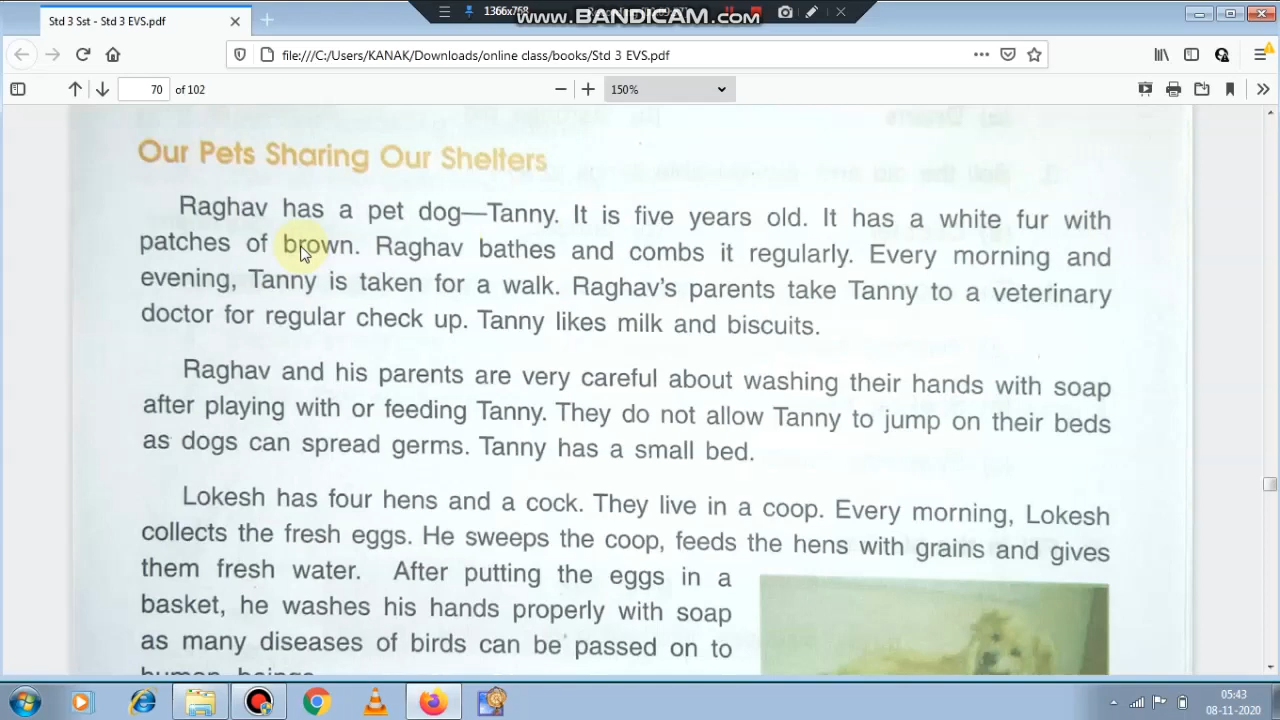 Std 3 Sst - Std 3 EVS.pdf
1366x768
www.BANDICAM.com
file:///C:/Users/KANAK/Downloads/online class/books/Std 3 EVS.pdf
70 of 102
150%
Our Pets Sharing Our Shelters
Raghav has a pet dog—Tanny. It is five years old. It has a white fur with
patches of brown. Raghav bathes and combs it regularly. Every morning and
evening, Tanny is taken for a walk. Raghav's parents take Tanny to a veterinary
doctor for regular check up. Tanny likes milk and biscuits.
Raghav and his parents are very careful about washing their hands with soap
after playing with or feeding Tanny. They do not allow Tanny to jump on their beds
as dogs can spread germs. Tanny has a small bed.
Lokesh has four hens and a cock. They live in a coop. Every morning, Lokesh
collects the fresh eggs. He sweeps the coop, feeds the hens with grains and gives
them fresh water. After putting the eggs in a
basket, he washes his hands properly with soap
as many diseases of birds can be passed on to
human beings.
05:43
08-11-2020